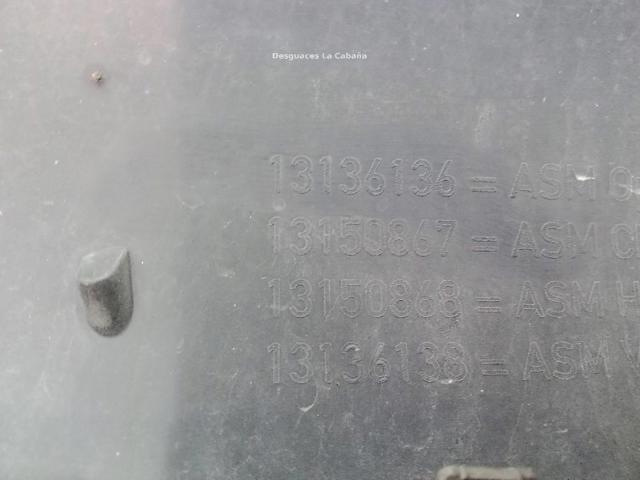 Desguaces La Cabaña
13136136 = ASM
13150867 = ASM
13150868 = ASM H
13136138 = ASM